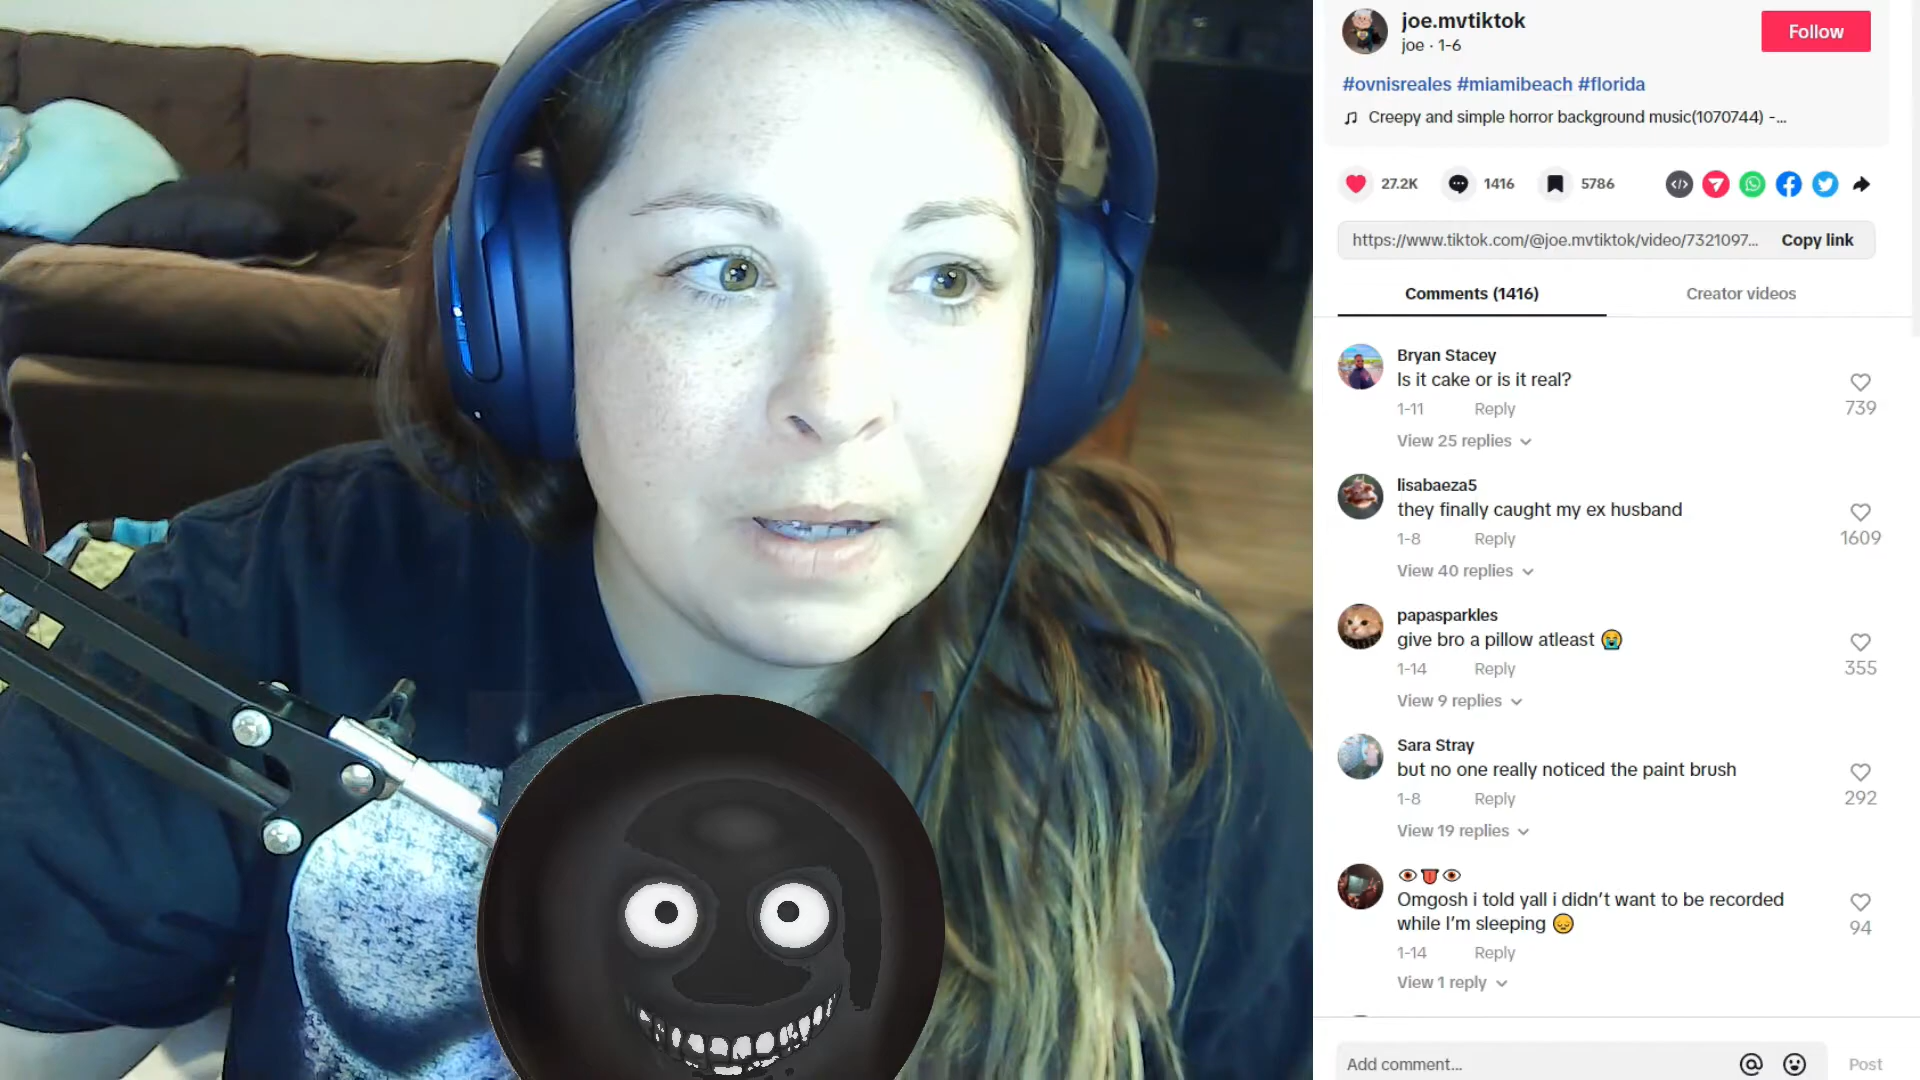 joe.mvtiktok
joe · 1-6
Follow
#ovnisreales #miamibeach #florida
Creepy and simple horror background music(1070744) -...
27.2K
1416
5786
https://www.tiktok.com/@joe.mvtiktok/video/7321097...
Copy link
Comments (1416)
Creator videos
Bryan Stacey
Is it cake or is it real?
1-11
Reply
739
View 25 replies
lisabaeza5
they finally caught my ex husband
1-8
Reply
1609
View 40 replies
papasparkles
give bro a pillow atleast 😭
1-14
Reply
355
View 9 replies
Sara Stray
but no one really noticed the paint brush
1-8
Reply
292
View 19 replies
👁️👅👁️
Omgosh i told yall i didn’t want to be recorded
while I’m sleeping 😔
1-14
Reply
94
View 1 reply
Add comment...
Post